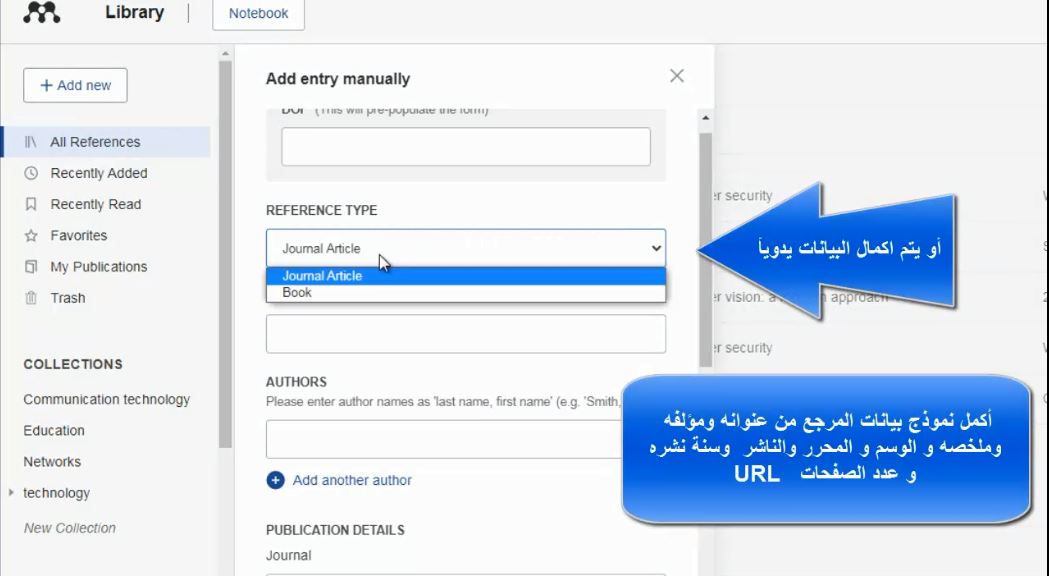 Library
Notebook
+ Add new
All References
Recently Added
Recently Read
Favorites
My Publications
Trash
COLLECTIONS
Communication technology
Education
Networks
technology
New Collection
Add entry manually
DOI (This will pre-populate the form)
REFERENCE TYPE
Journal Article
Journal Article
Book
AUTHORS
Please enter author names as 'last name, first name' (e.g. 'Smith,
Add another author
PUBLICATION DETAILS
Journal
security
أو يتم اكمال البيانات يدوياً
vision: a
approach
security
أكمل نموذج بيانات المرجع من عنوانه ومؤلفه
وملخصه و الوسم و المحرر والناشر وسنة نشره
و عدد الصفحات URL